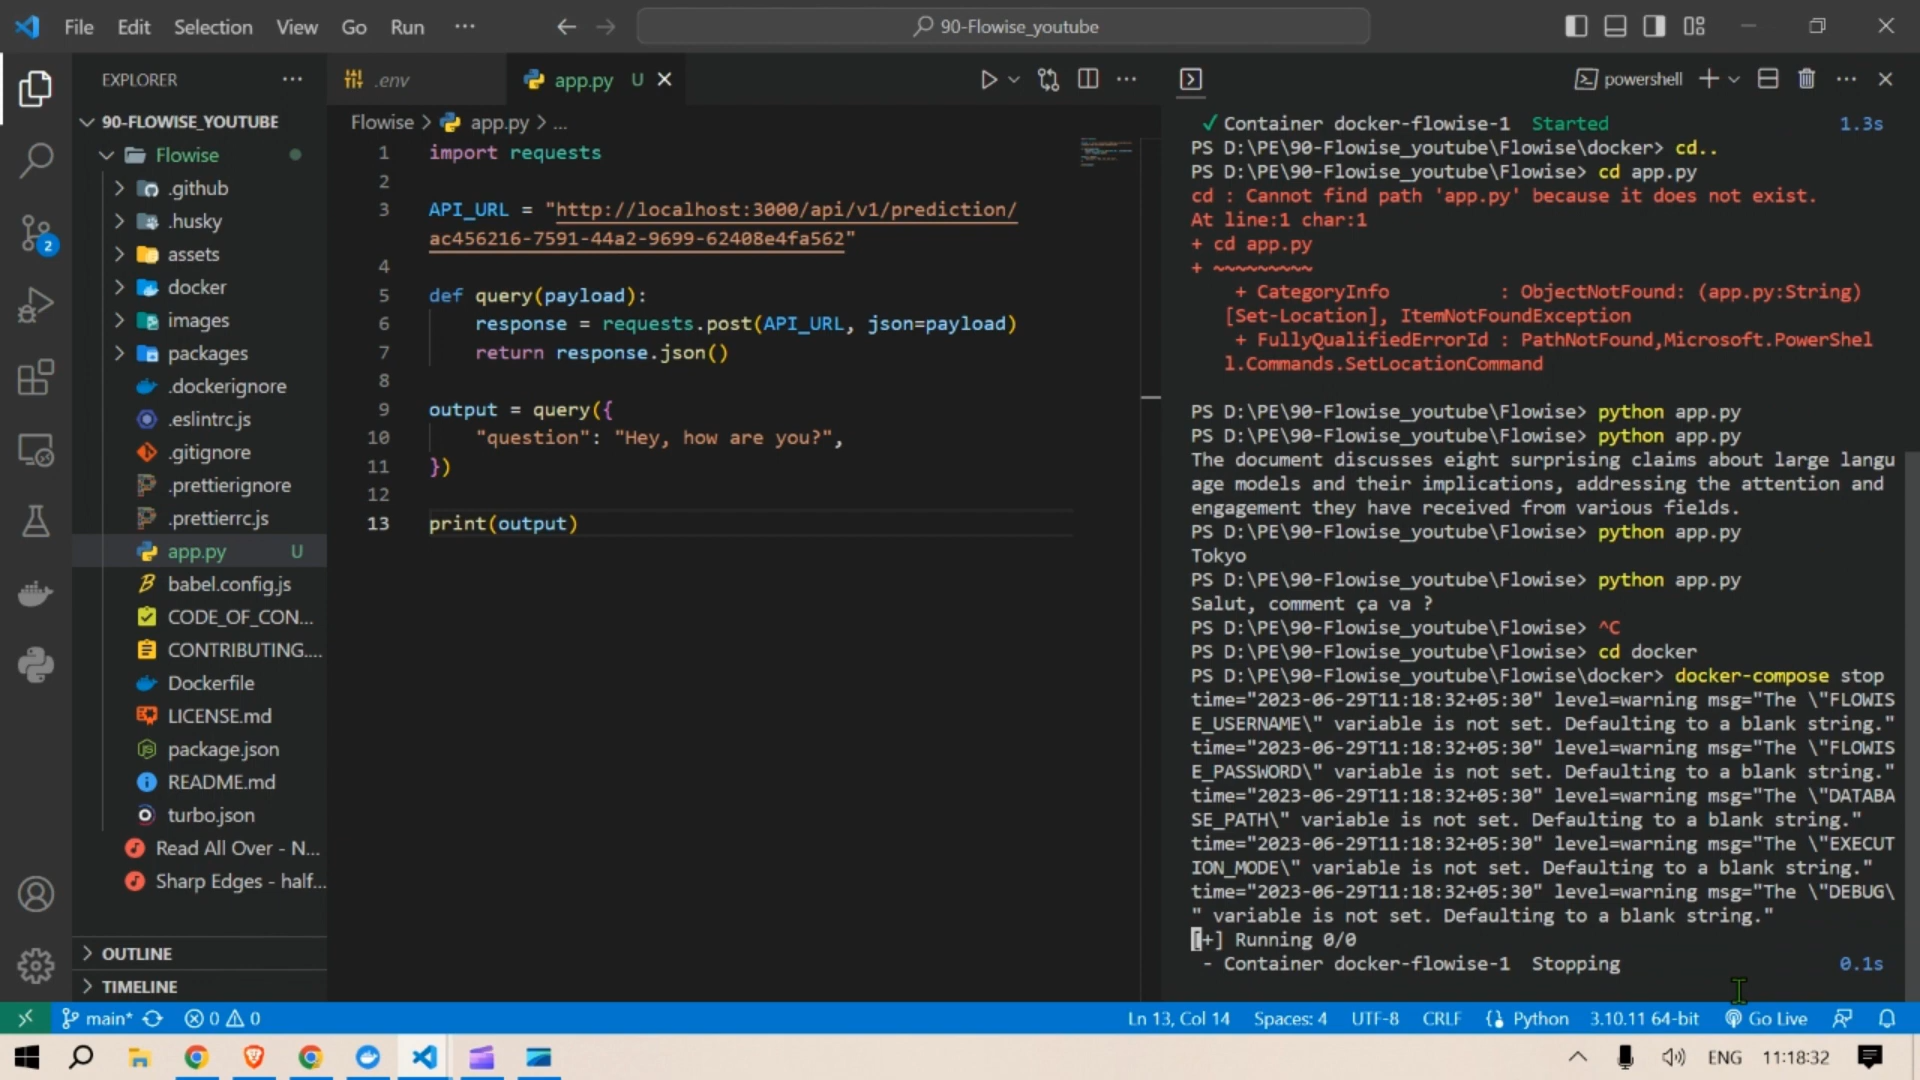 File Edit Selection View Go Run ··· 90-Flowise_youtube
EXPLORER ···
90-FLOWISE_YOUTUBE
Flowise
.github
.husky
assets
docker
images
packages
.dockerignore
.eslintrc.js
.gitignore
.prettierignore
.prettierrc.js
app.py U
babel.config.js
CODE_OF_CON...
CONTRIBUTING....
Dockerfile
LICENSE.md
package.json
README.md
turbo.json
Read All Over - N...
Sharp Edges - half...
OUTLINE
TIMELINE
2
.env app.py U
Flowise > app.py > ...
1 import requests
2
3 API_URL = "http://localhost:3000/api/v1/prediction/
ac456216-7591-44a2-9699-62408e4fa562"
4
5 def query(payload):
6 response = requests.post(API_URL, json=payload)
7 return response.json()
8
9 output = query({
10 "question": "Hey, how are you?",
11 })
12
13 print(output)
powershell
✓ Container docker-flowise-1 Started 1.3s
PS D:\PE\90-Flowise_youtube\Flowise\docker> cd..
PS D:\PE\90-Flowise_youtube\Flowise> cd app.py
cd : Cannot find path 'app.py' because it does not exist.
At line:1 char:1
+ cd app.py
+ ~~~~~~~~~
+ CategoryInfo : ObjectNotFound: (app.py:String)
[Set-Location], ItemNotFoundException
+ FullyQualifiedErrorId : PathNotFound,Microsoft.PowerShel
l.Commands.SetLocationCommand
PS D:\PE\90-Flowise_youtube\Flowise> python app.py
PS D:\PE\90-Flowise_youtube\Flowise> python app.py
The document discusses eight surprising claims about large langu
age models and their implications, addressing the attention and
engagement they have received from various fields.
PS D:\PE\90-Flowise_youtube\Flowise> python app.py
Tokyo
PS D:\PE\90-Flowise_youtube\Flowise> python app.py
Salut, comment ça va ?
PS D:\PE\90-Flowise_youtube\Flowise> ^C
PS D:\PE\90-Flowise_youtube\Flowise> cd docker
PS D:\PE\90-Flowise_youtube\Flowise\docker> docker-compose stop
time="2023-06-29T11:18:32+05:30" level=warning msg="The \"FLOWIS
E_USERNAME\" variable is not set. Defaulting to a blank string."
time="2023-06-29T11:18:32+05:30" level=warning msg="The \"FLOWIS
E_PASSWORD\" variable is not set. Defaulting to a blank string."
time="2023-06-29T11:18:32+05:30" level=warning msg="The \"DATABA
SE_PATH\" variable is not set. Defaulting to a blank string."
time="2023-06-29T11:18:32+05:30" level=warning msg="The \"EXECUT
ION_MODE\" variable is not set. Defaulting to a blank string."
time="2023-06-29T11:18:32+05:30" level=warning msg="The \"DEBUG\
" variable is not set. Defaulting to a blank string."
[+] Running 0/0
- Container docker-flowise-1 Stopping 0.1s
main* 0 0 Ln 13, Col 14 Spaces: 4 UTF-8 CRLF Python 3.10.11 64-bit Go Live
ENG 11:18:32